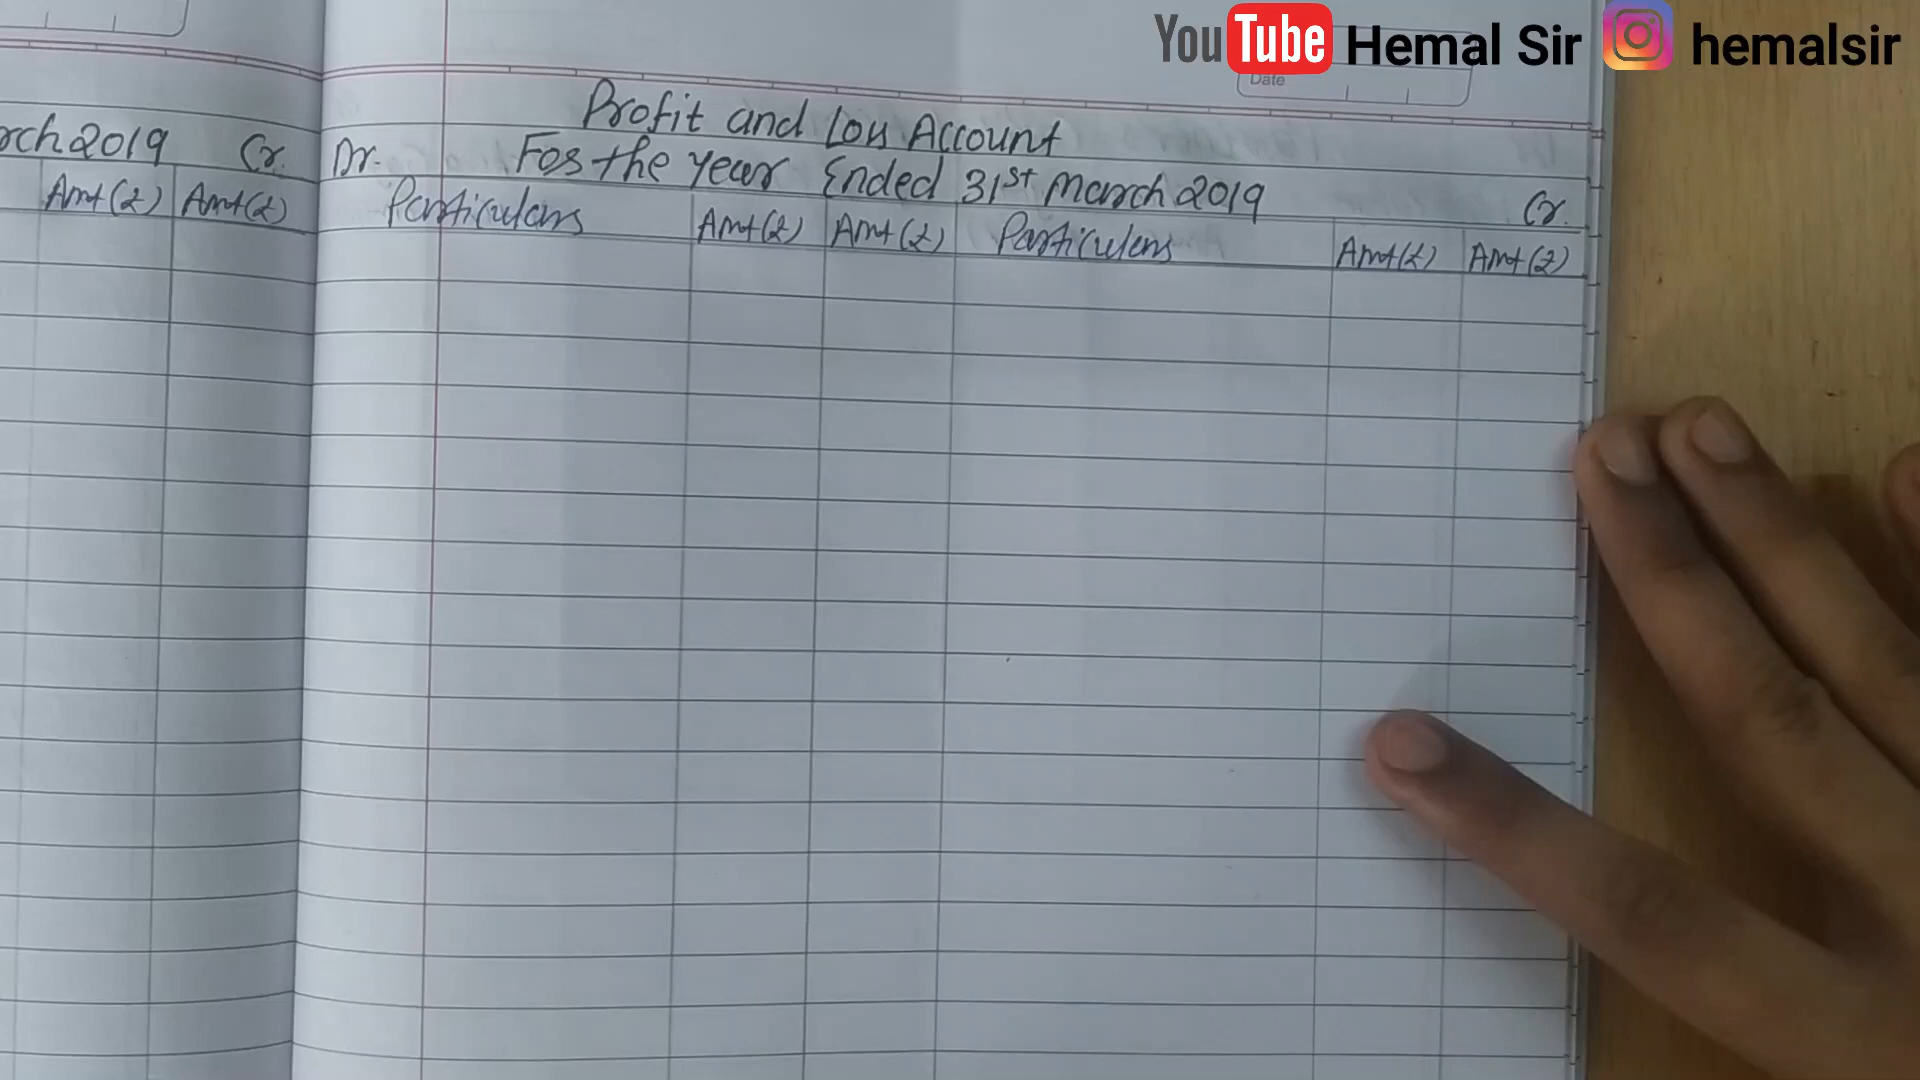 YouTube Hemal Sir hemalsir
Date
Profit and Loss Account
rch 2019 Cr. Dr. For the Year Ended 31st March 2019 Cr.
Amt (₹) Amt (₹) Particulars Amt (₹) Amt (₹) Particulars Amt (₹) Amt (₹)